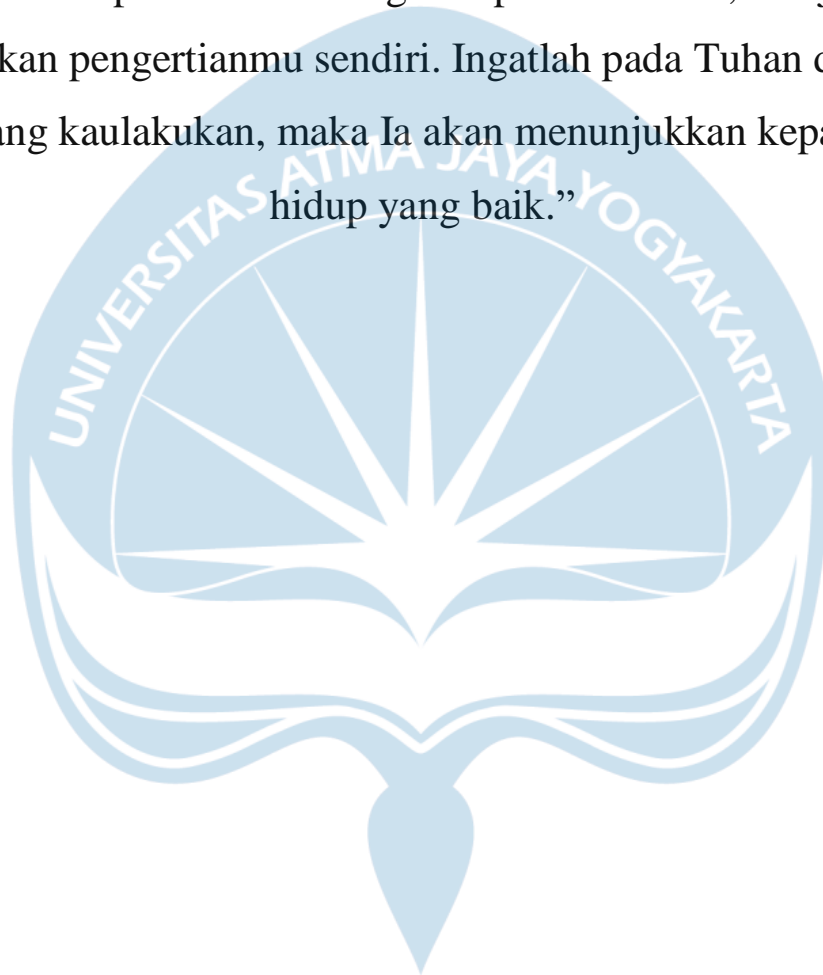 kan pengertianmu sendiri. Ingatlah pada Tuhan
ang kaulakukan, maka Ia akan menunjukkan kepa
hidup yang baik.”
UNIVERSITAS ATMA JAYA YOGYAKARTA